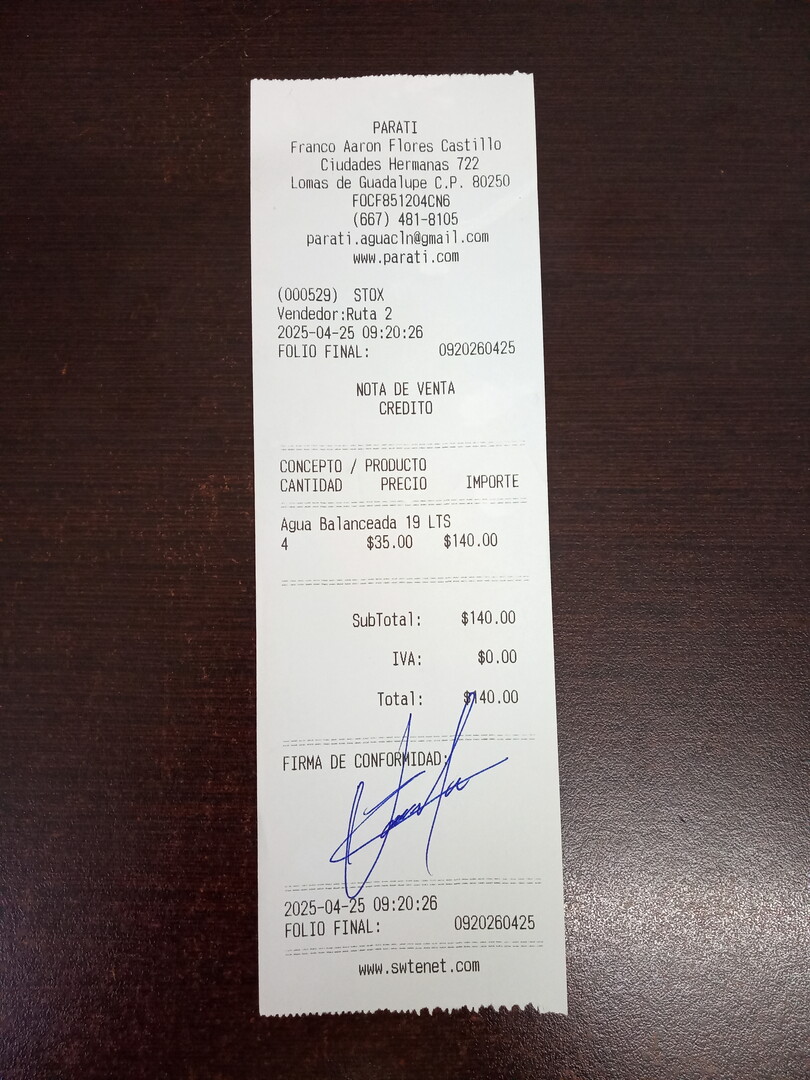 PARATI
Franco Aaron Flores Castillo
Ciudades Hermanas 722
Lomas de Guadalupe C.P. 80250
FOCF851204CN6
(667) 481-8105
parati.aguacln@gmail.com
www.parati.com
(000529) STOX
Vendedor:Ruta 2
2025-04-25 09:20:26
FOLIO FINAL: 0920260425
NOTA DE VENTA
CREDITO
CONCEPTO / PRODUCTO
CANTIDAD PRECIO IMPORTE
Agua Balanceada 19 LTS
4 $35.00 $140.00
SubTotal: $140.00
IVA: $0.00
Total: $140.00
FIRMA DE CONFORMIDAD:
2025-04-25 09:20:26
FOLIO FINAL: 0920260425
www.swtenet.com